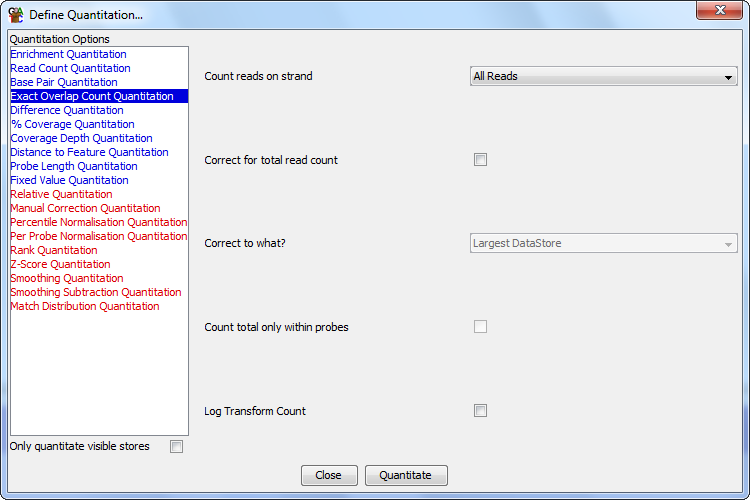 Define Quantitation...
Quantitation Options
Enrichment Quantitation
Read Count Quantitation
Base Pair Quantitation
Exact Overlap Count Quantitation
Difference Quantitation
% Coverage Quantitation
Coverage Depth Quantitation
Distance to Feature Quantitation
Probe Length Quantitation
Fixed Value Quantitation
Relative Quantitation
Manual Correction Quantitation
Percentile Normalisation Quantitation
Per Probe Normalisation Quantitation
Rank Quantitation
Z-Score Quantitation
Smoothing Quantitation
Smoothing Subtraction Quantitation
Match Distribution Quantitation
Only quantitate visible stores
Count reads on strand All Reads
Correct for total read count
Correct to what? Largest DataStore
Count total only within probes
Log Transform Count
Close Quantitate